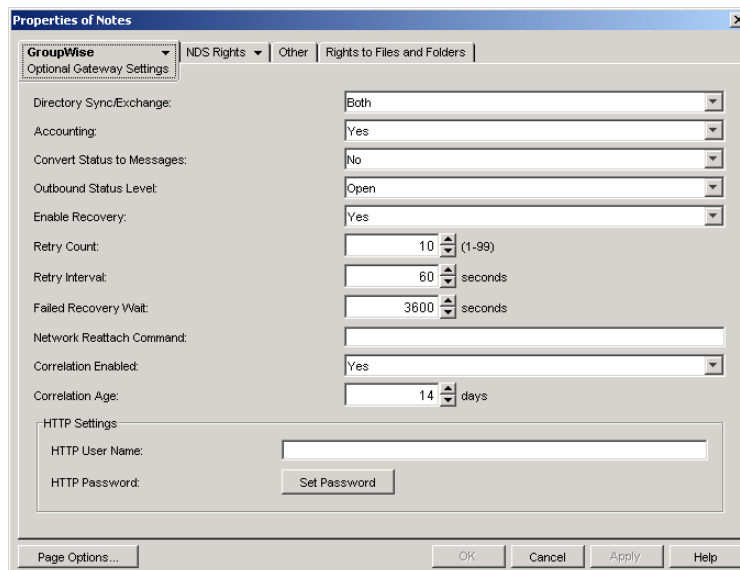 Properties of Notes
GroupWise NDS Rights Other Rights to Files and Folders
Optional Gateway Settings
Directory Sync/Exchange: Both
Accounting: Yes
Convert Status to Messages: No
Outbound Status Level: Open
Enable Recovery: Yes
Retry Count: 10 (1-99)
Retry Interval: 60 seconds
Failed Recovery Wait: 3600 seconds
Network Reattach Command:
Correlation Enabled: Yes
Correlation Age: 14 days
HTTP Settings
HTTP User Name:
HTTP Password: Set Password
Page Options... OK Cancel Apply Help